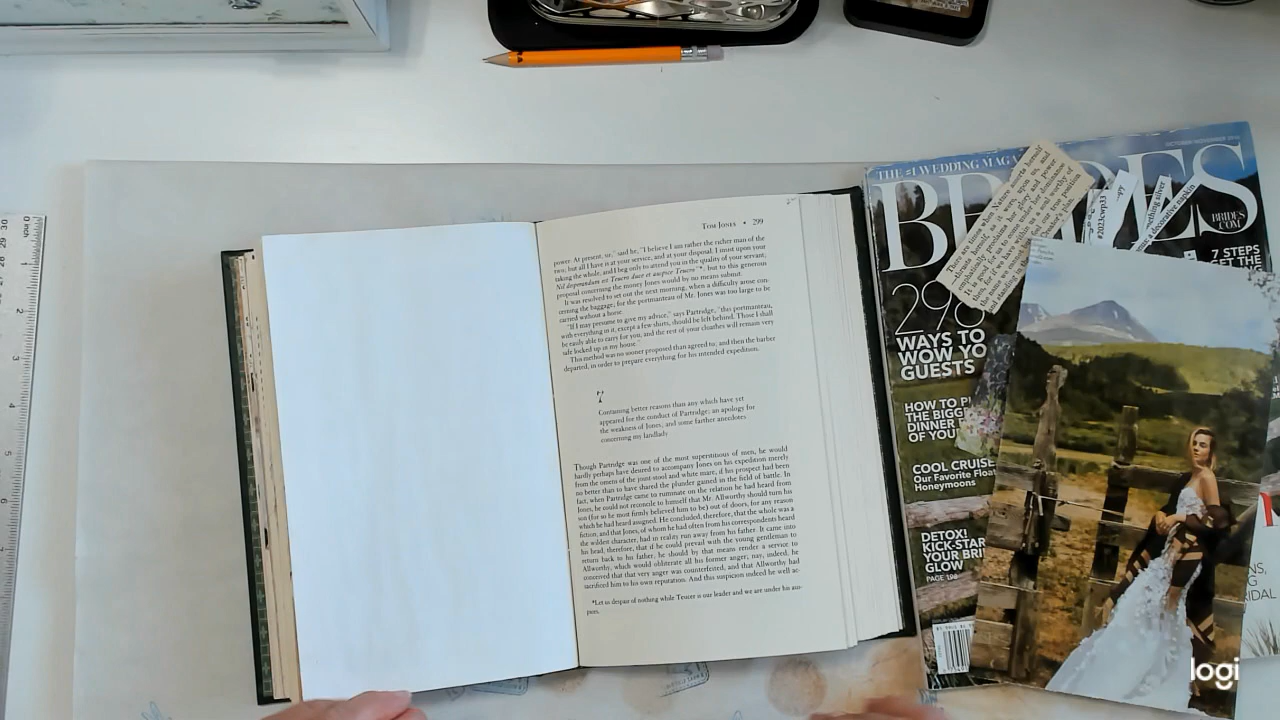 TOM JONES • 299
power. At present, sir," said he, "I believe I am rather the richer man of the
two; but all I have is at your service, and at your disposal. I must upon your
taking the whole, and I beg only to attend you in the quality of your servant;
Nil desperandum est Teucro duce et auspice Teucro"*; but to this generous
proposal concerning the money Jones would by no means submit.
It was resolved to set out the next morning, when a difficulty arose con-
cerning the baggage; for the portmanteau of Mr. Jones was too large to be
carried without a horse.
"If I may presume to give my advice," says Partridge, "this portmanteau,
with everything in it, except a few shirts, should be left behind. Those I shall
be easily able to carry for you, and the rest of your cloathes will remain very
safe locked up in my house."
This method was no sooner proposed than agreed to; and then the barber
departed, in order to prepare everything for his intended expedition.
7
Containing better reasons than any which have yet
appeared for the conduct of Partridge; an apology for
the weakness of Jones; and some farther anecdotes
concerning my landlady
Though Partridge was one of the most superstitious of men, he would
hardly perhaps have desired to accompany Jones on his expedition merely
from the omens of the joint-stool and white mare, if his prospect had been
no better than to have shared the plunder gained in the field of battle. In
fact, when Partridge came to ruminate on the relation he had heard from
Jones, he could not reconcile to himself that Mr. Allworthy should turn his
son (for so he most firmly believed him to be) out of doors, for any reason
which he had heard assigned. He concluded, therefore, that the whole was a
fiction, and that Jones, of whom he had often from his correspondents heard
the wildest character, had in reality run away from his father. It came into
his head, therefore, that if he could prevail with the young gentleman to
return back to his father, he should by that means render a service to
Allworthy, which would obliterate all his former anger; nay, indeed, he
conceived that very anger was counterfeited, and that Allworthy had
sacrificed him to his own reputation. And this suspicion indeed he well ac-
*Let us despair of nothing while Teucer is our leader and we are under his aus-
pices.
THE #1 WEDDING MAGA
BRIDES
BRIDES
.COM
7 STEPS
298
WAYS TO
WOW YO
GUESTS
HOW TO P
THE BIGG
DINNER
OF YOU
COOL CRUISE
Our Favorite Float
Honeymoons
DETOX!
KICK-STAR
YOUR BRI
GLOW
PAGE 198
#2023cwrp33
something silver
a decorative napkin
logi